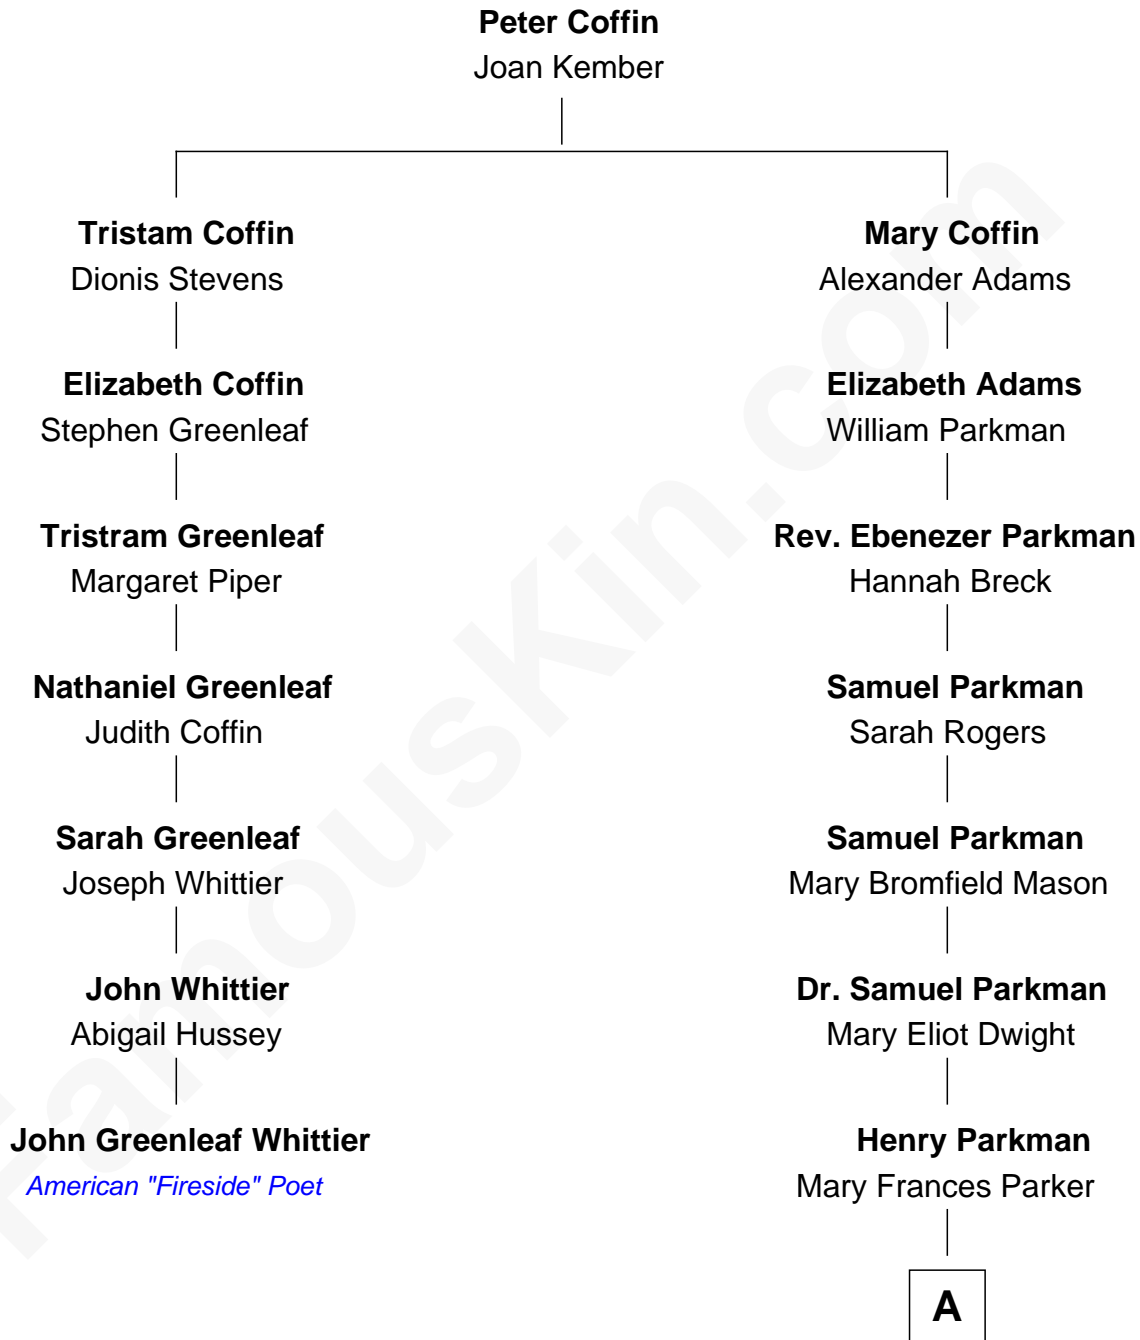 Peter Coffin
Joan Kember
Tristam Coffin
Dionis Stevens
Elizabeth Coffin
Stephen Greenleaf
Tristram Greenleaf
Margaret Piper
Nathaniel Greenleaf
Judith Coffin
Sarah Greenleaf
Joseph Whittier
John Whittier
Abigail Hussey
John Greenleaf Whittier
American "Fireside" Poet
Mary Coffin
Alexander Adams
Elizabeth Adams
William Parkman
Rev. Ebenezer Parkman
Hannah Breck
Samuel Parkman
Sarah Rogers
Samuel Parkman
Mary Bromfield Mason
Dr. Samuel Parkman
Mary Eliot Dwight
Henry Parkman
Mary Frances Parker
A
FamousKin.com